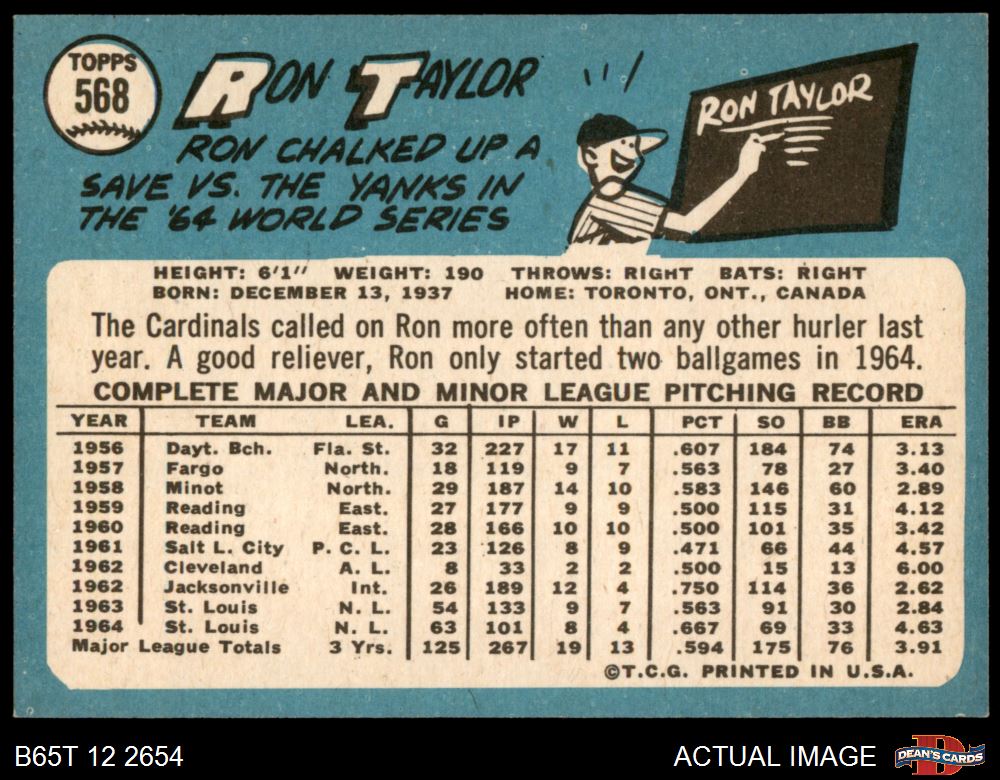 TOPPS
568
RON TAYLOR
RON CHALKED UP A
SAVE VS. THE YANKS IN
THE '64 WORLD SERIES
RON TAYLOR
HEIGHT: 6'1" WEIGHT: 190 THROWS: RIGHT BATS: RIGHT
BORN: DECEMBER 13, 1937 HOME: TORONTO, ONT., CANADA
The Cardinals called on Ron more often than any other hurler last
year. A good reliever, Ron only started two ballgames in 1964.
COMPLETE MAJOR AND MINOR LEAGUE PITCHING RECORD
YEAR TEAM LEA. G IP W L PCT SO BB ERA
1956 Dayt. Bch. Fla. St. 32 227 17 11 .607 184 74 3.13
1957 Fargo North. 18 119 9 7 .563 78 27 3.40
1958 Minot North. 29 187 14 10 .583 146 60 2.89
1959 Reading East. 27 177 9 9 .500 115 31 4.12
1960 Reading East. 28 166 10 10 .500 101 35 3.42
1961 Salt L. City P. C. L. 23 126 8 9 .471 66 44 4.57
1962 Cleveland A. L. 8 33 2 2 .500 15 13 6.00
1962 Jacksonville Int. 26 189 12 4 .750 114 36 2.62
1963 St. Louis N. L. 54 133 9 7 .563 91 30 2.84
1964 St. Louis N. L. 63 101 8 4 .667 69 33 4.63
Major League Totals 3 Yrs. 125 267 19 13 .594 175 76 3.91
©T.C.G. PRINTED IN U.S.A.
B65T 12 2654
ACTUAL IMAGE
DEAN'S CARDS